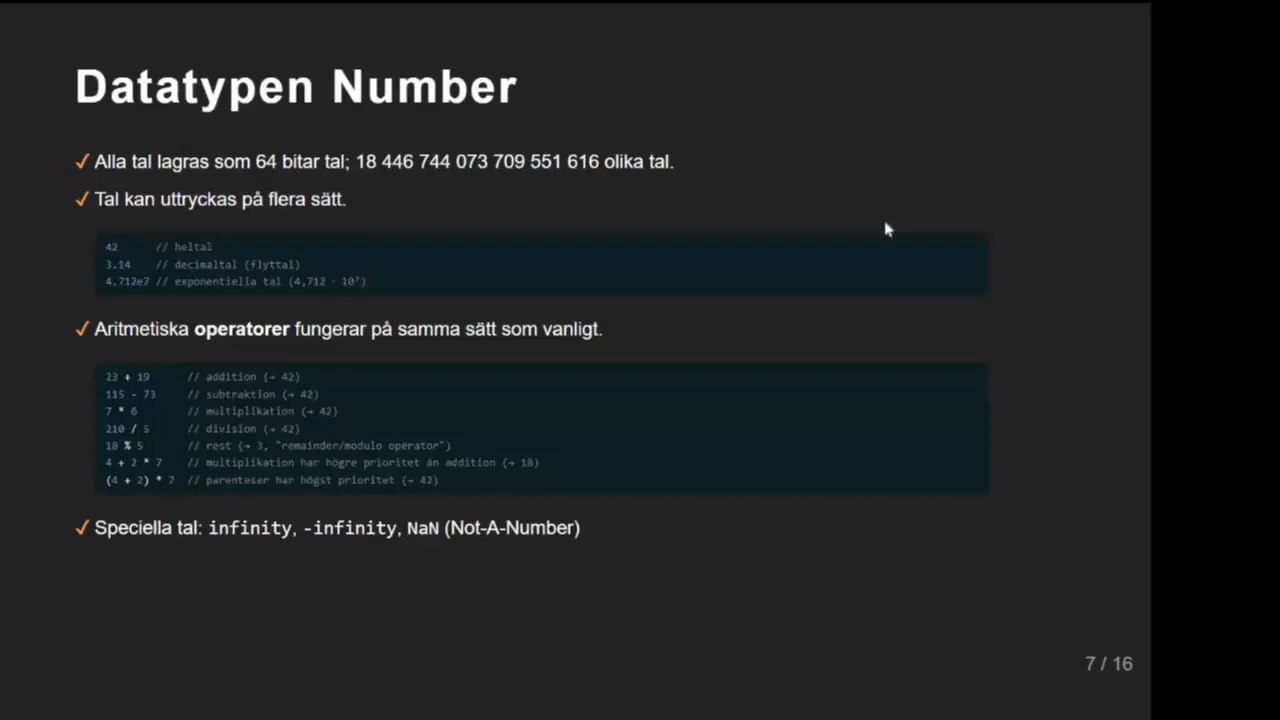 Datatypen Number
✓ Alla tal lagras som 64 bitar tal; 18 446 744 073 709 551 616 olika tal.
✓ Tal kan uttryckas på flera sätt.
42 // heltal
3.14 // decimaltal (flyttal)
4.712e7 // exponentiella tal (4,712 · 10⁷)
✓ Aritmetiska operatorer fungerar på samma sätt som vanligt.
23 + 19 // addition (→ 42)
115 - 73 // subtraktion (→ 42)
7 * 6 // multiplikation (→ 42)
210 / 5 // division (→ 42)
18 % 5 // rest (→ 3, "remainder/modulo operator")
4 + 2 * 7 // multiplikation har högre prioritet än addition (→ 18)
(4 + 2) * 7 // parenteser har högst prioritet (→ 42)
✓ Speciella tal: infinity, -infinity, NaN (Not-A-Number)
7 / 16